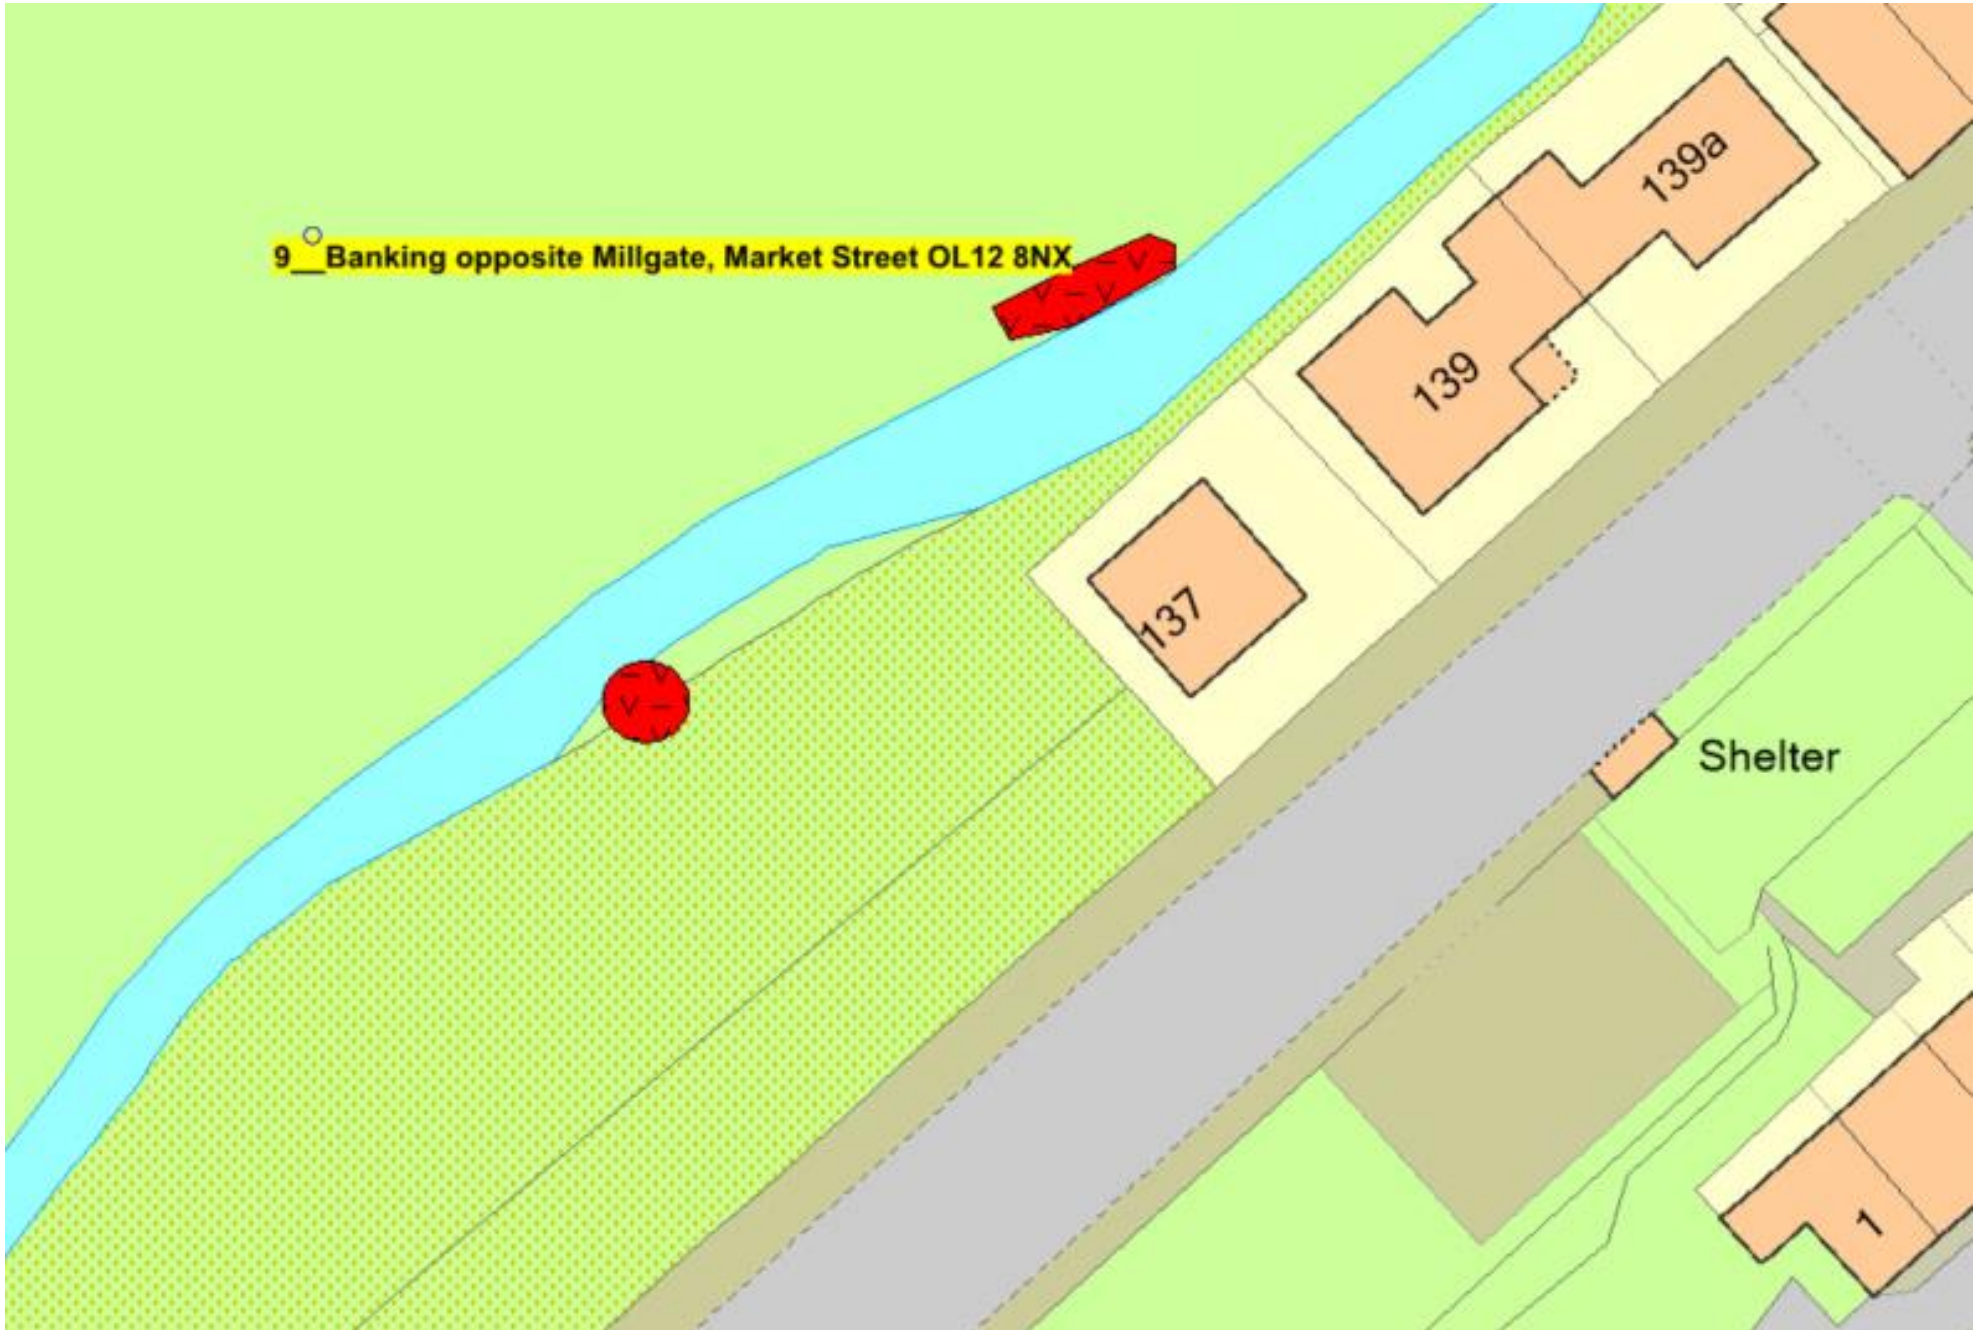 139a
9__Banking opposite Millgate, Market Street OL12 8NX
139
137
Shelter
1